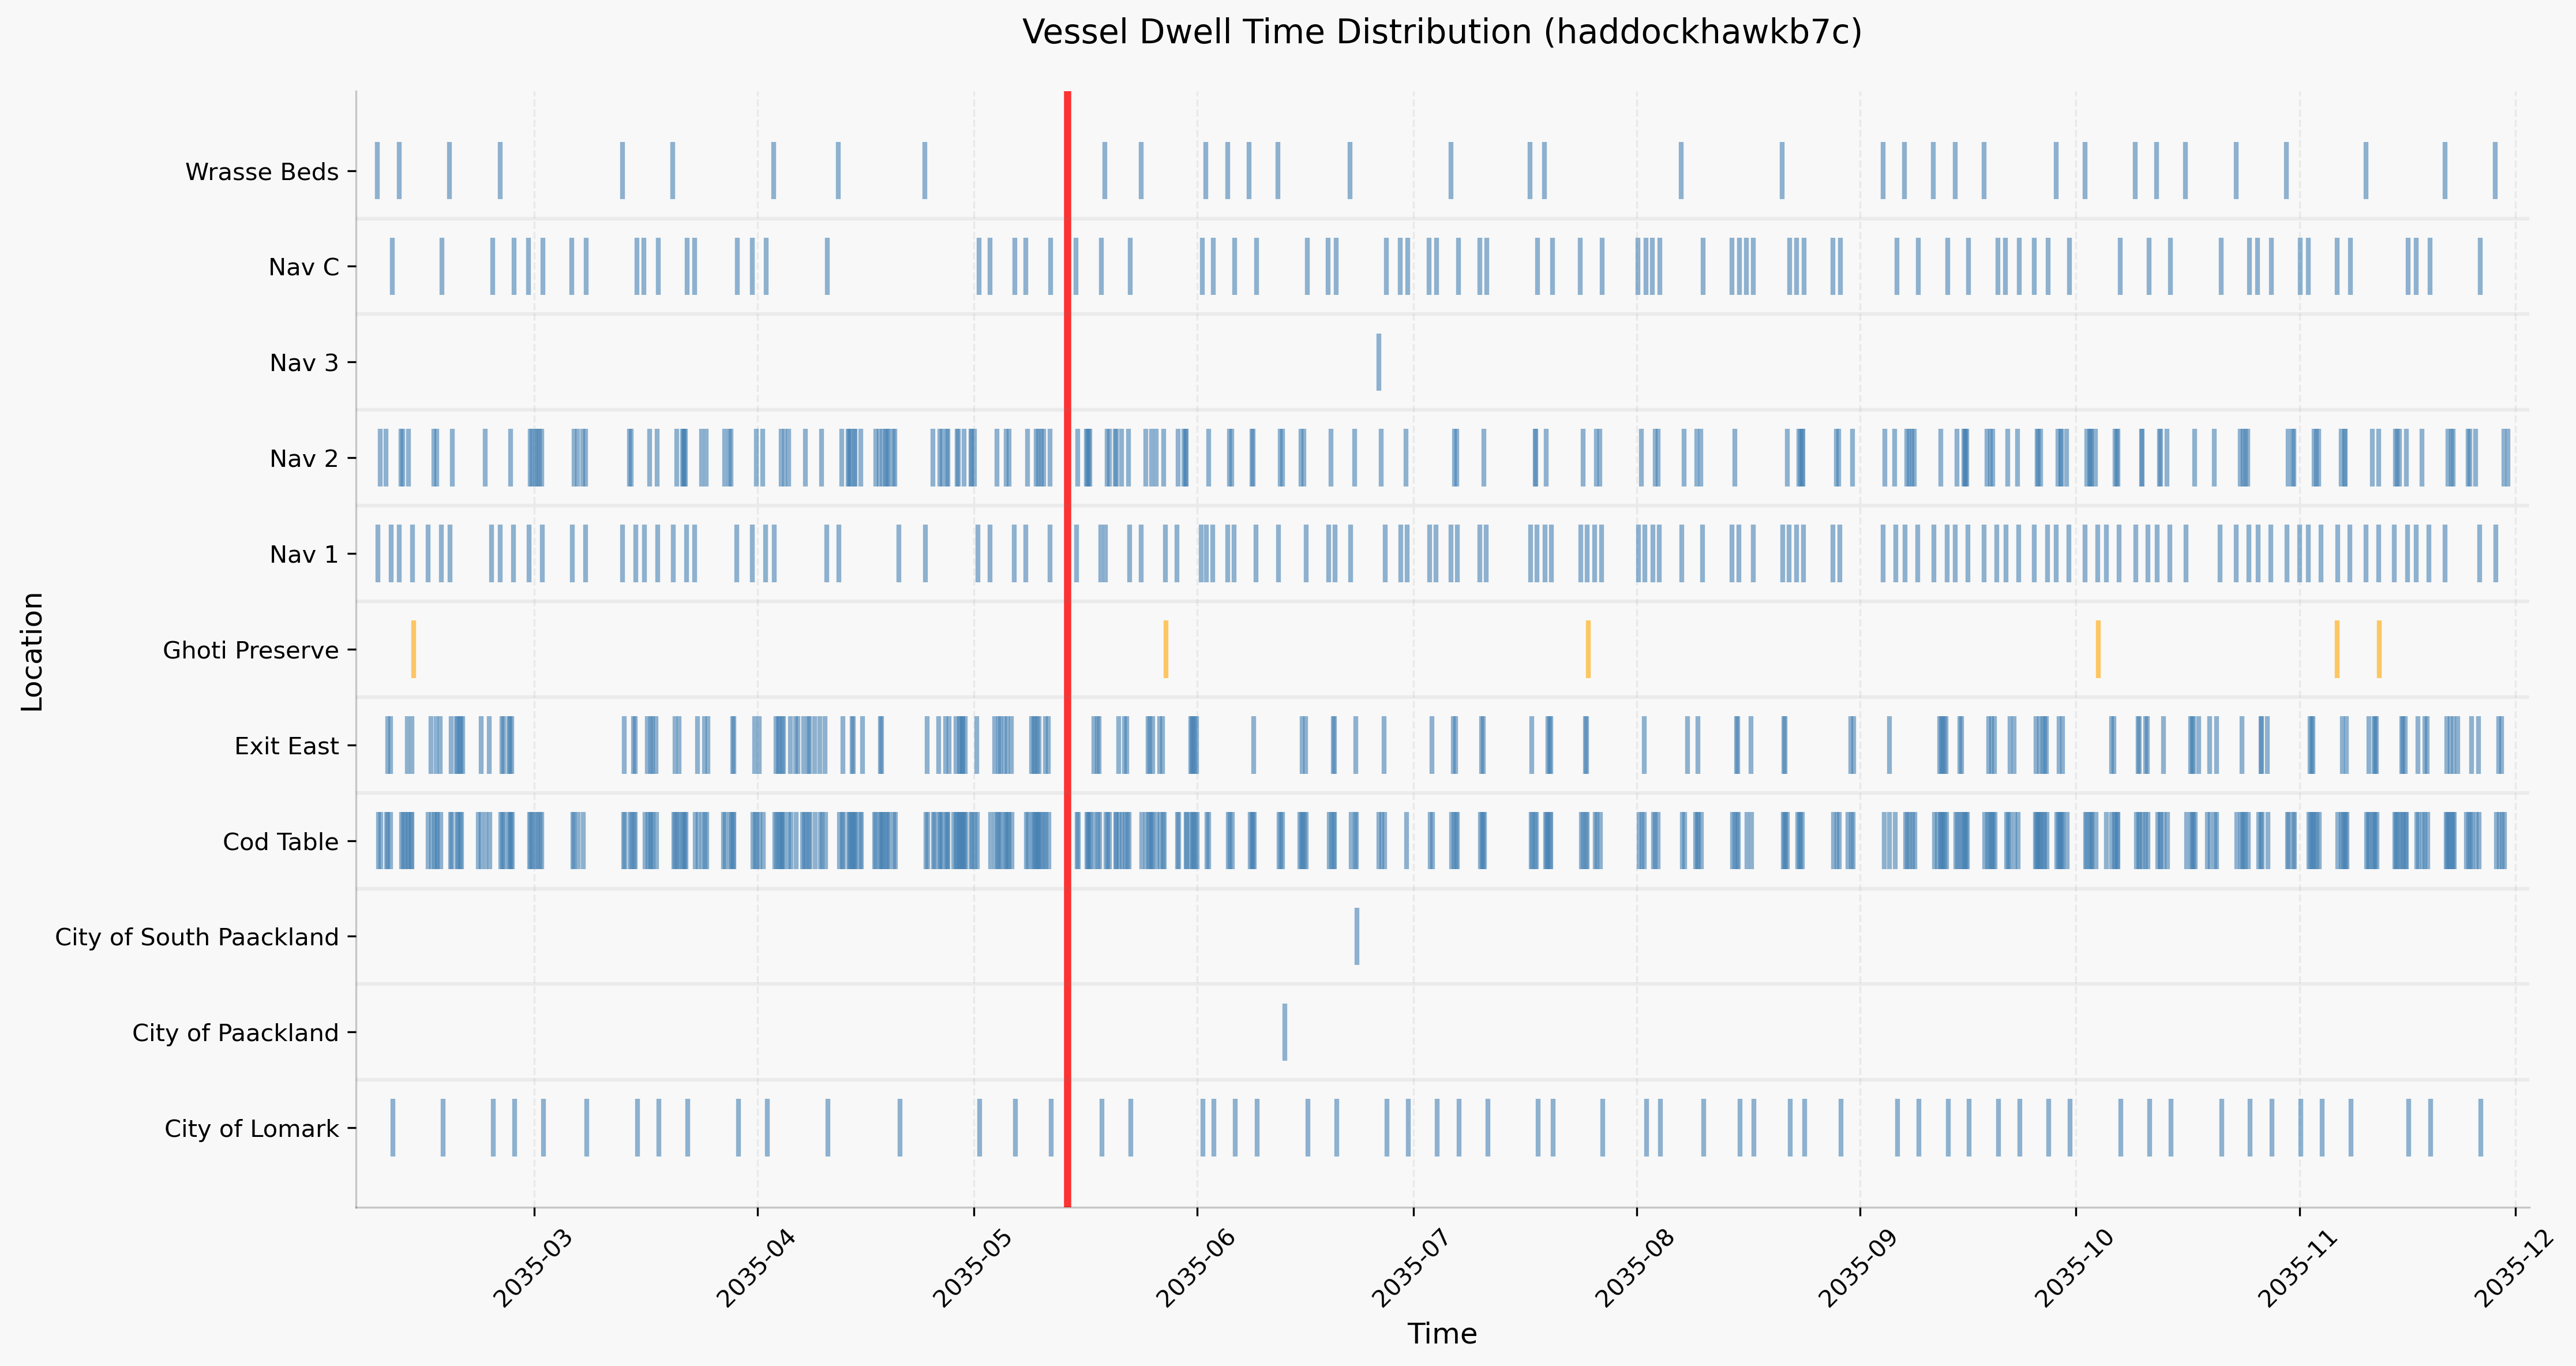 Vessel Dwell Time Distribution (haddockhawkb7c)
Location
Wrasse Beds
Nav C
Nav 3
Nav 2
Nav 1
Ghoti Preserve
Exit East
Cod Table
City of South Paackland
City of Paackland
City of Lomark
2035-03
2035-04
2035-05
2035-06
2035-07
2035-08
2035-09
2035-10
2035-11
2035-12
Time